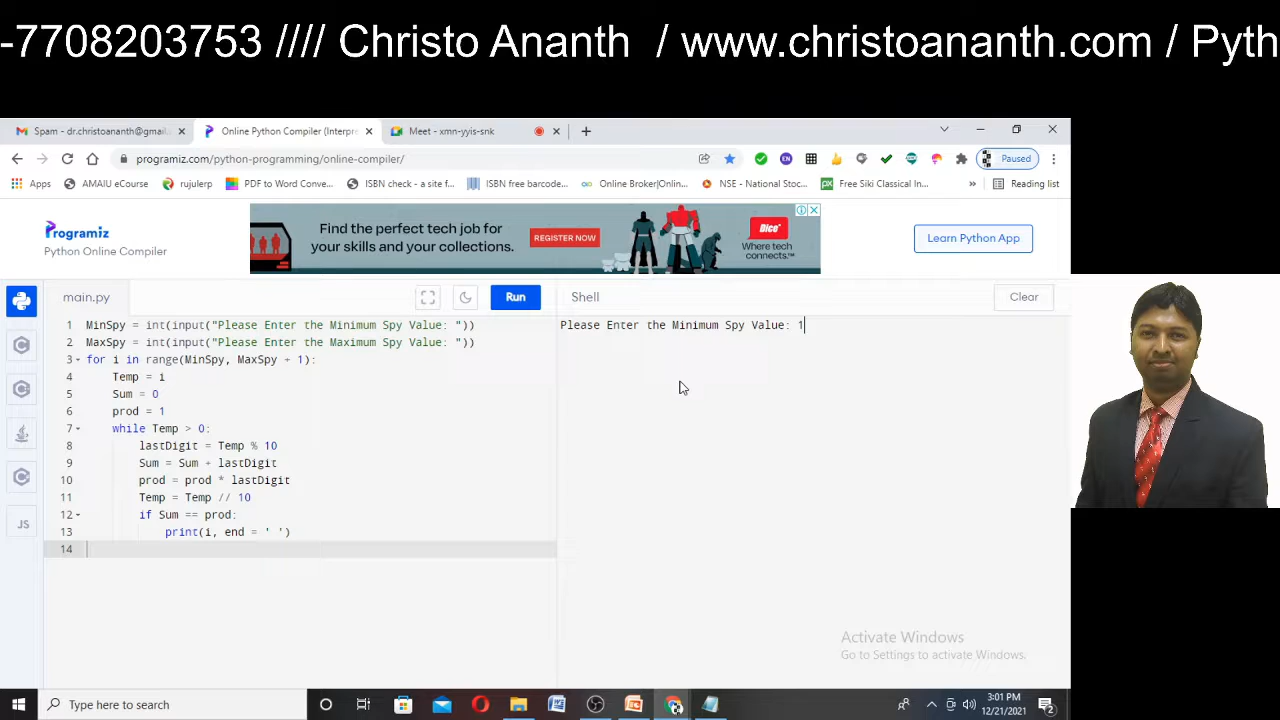 -7708203753 //// Christo Ananth / www.christoananth.com / Pyth
Spam - dr.christoananth@gmail.
Online Python Compiler (Interpre
Meet - xmn-yyis-snk
programiz.com/python-programming/online-compiler/
Paused
Apps
AMAIU eCourse
rujulerp
PDF to Word Conve...
ISBN check - a site f...
ISBN free barcode...
Online Broker|Onlin...
NSE - National Stoc...
Free Siki Classical In...
»
Reading list
Programiz
Python Online Compiler
Find the perfect tech job for
your skills and your collections.
REGISTER NOW
Dice
Where tech
connects.™
Learn Python App
main.py
Run
Shell
Clear
1 MinSpy = int(input("Please Enter the Minimum Spy Value: "))
2 MaxSpy = int(input("Please Enter the Maximum Spy Value: "))
3 for i in range(MinSpy, MaxSpy + 1):
4 Temp = i
5 Sum = 0
6 prod = 1
7 while Temp > 0:
8 lastDigit = Temp % 10
9 Sum = Sum + lastDigit
10 prod = prod * lastDigit
11 Temp = Temp // 10
12 if Sum == prod:
13 print(i, end = ' ')
14
Please Enter the Minimum Spy Value: 1
JS
Activate Windows
Go to Settings to activate Windows.
Type here to search
3:01 PM
12/21/2021
2